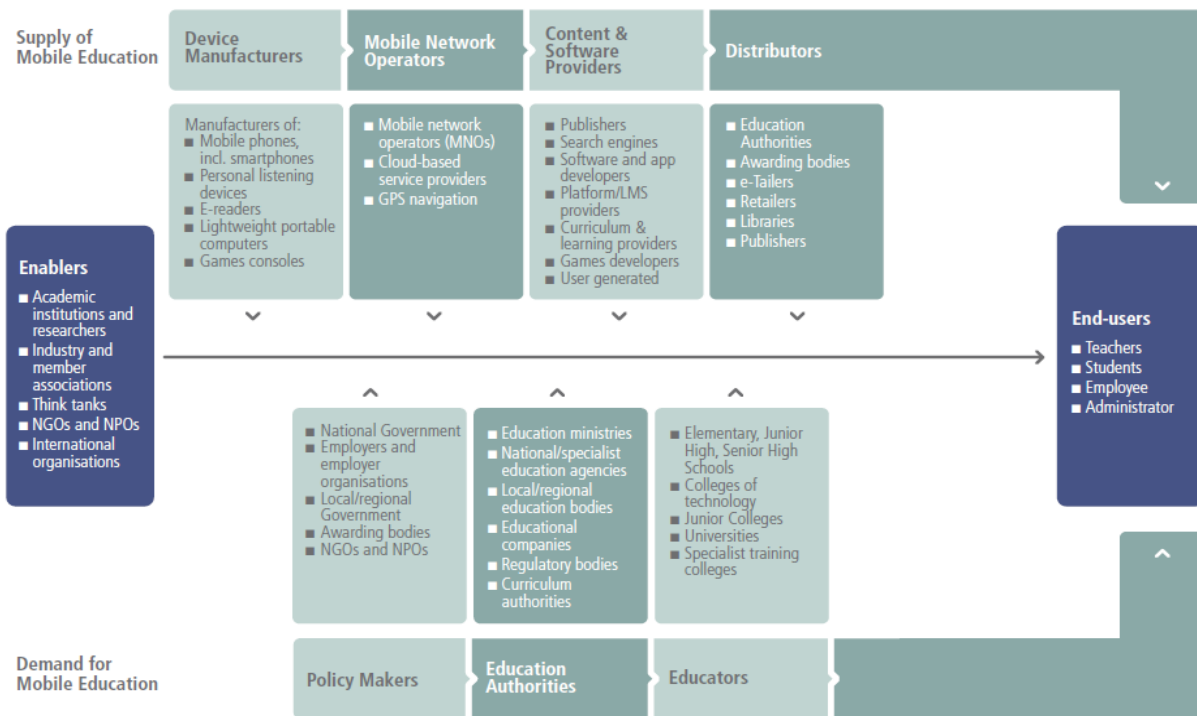 Supply of
Mobile Education
Device
Manufacturers
Mobile Network
Operators
Content &
Software
Providers
Distributors
Manufacturers of:
■ Mobile phones,
incl. smartphones
■ Personal listening
devices
■ E-readers
■ Lightweight portable
computers
■ Games consoles
■ Mobile network
operators (MNOs)
■ Cloud-based
service providers
■ GPS navigation
■ Publishers
■ Search engines
■ Software and app
developers
■ Platform/LMS
providers
■ Curriculum &
learning providers
■ Games developers
■ User generated
■ Education
Authorities
■ Awarding bodies
■ e-Tailers
■ Retailers
■ Libraries
■ Publishers
Enablers
■ Academic
institutions and
researchers
■ Industry and
member
associations
■ Think tanks
■ NGOs and NPOs
■ International
organisations
End-users
■ Teachers
■ Students
■ Employee
■ Administrator
■ National Government
■ Employers and
employer
organisations
■ Local/regional
Government
■ Awarding bodies
■ NGOs and NPOs
■ Education ministries
■ National/specialist
education agencies
■ Local/regional
education bodies
■ Educational
companies
■ Regulatory bodies
■ Curriculum
authorities
■ Elementary, Junior
High, Senior High
Schools
■ Colleges of
technology
■ Junior Colleges
■ Universities
■ Specialist training
colleges
Demand for
Mobile Education
Policy Makers
Education
Authorities
Educators